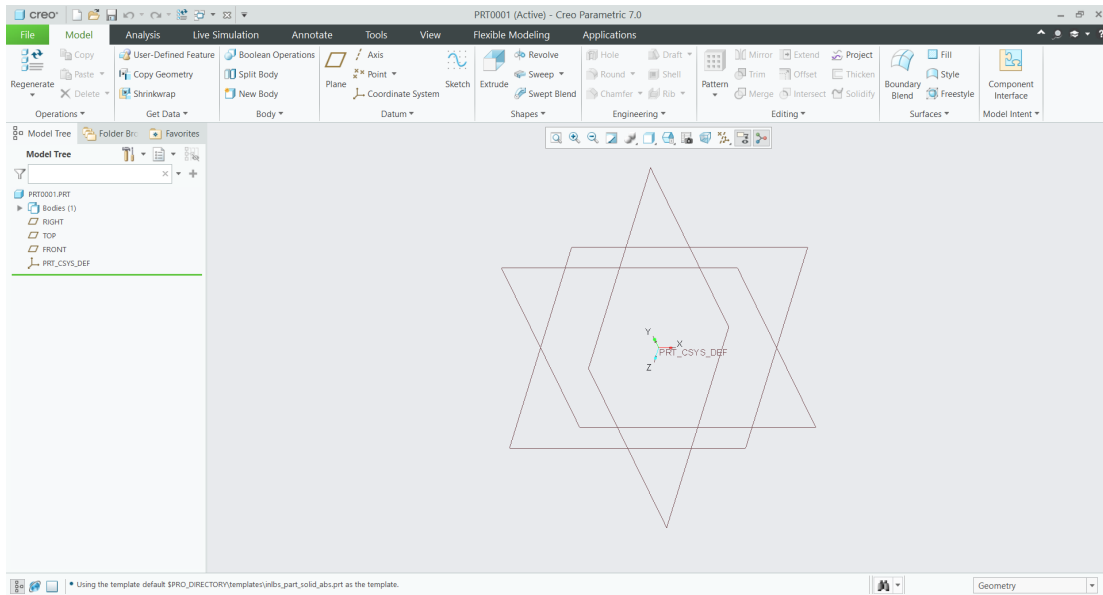 creo° PRT0001 (Active) - Creo Parametric 7.0
File Model Analysis Live Simulation Annotate Tools View Flexible Modeling Applications
Copy User-Defined Feature Boolean Operations Axis Revolve Hole Draft Mirror Extend Project Fill
Paste Copy Geometry Split Body Point Sweep Round Shell Trim Offset Thicken Style
Regenerate Plane Sketch Extrude Pattern Boundary Blend Component Interface
Delete Shrinkwrap New Body Coordinate System Swept Blend Chamfer Rib Merge Intersect Solidify Freestyle
Operations Get Data Body Datum Shapes Engineering Editing Surfaces Model Intent
Model Tree Folder Brc Favorites
Model Tree
PRT0001.PRT
Bodies (1)
RIGHT
TOP
FRONT
PRT_CSYS_DEF
Y
X
PRT_CSYS_DEF
Z
• Using the template default $PRO_DIRECTORY\templates\inlbs_part_solid_abs.prt as the template.
Geometry